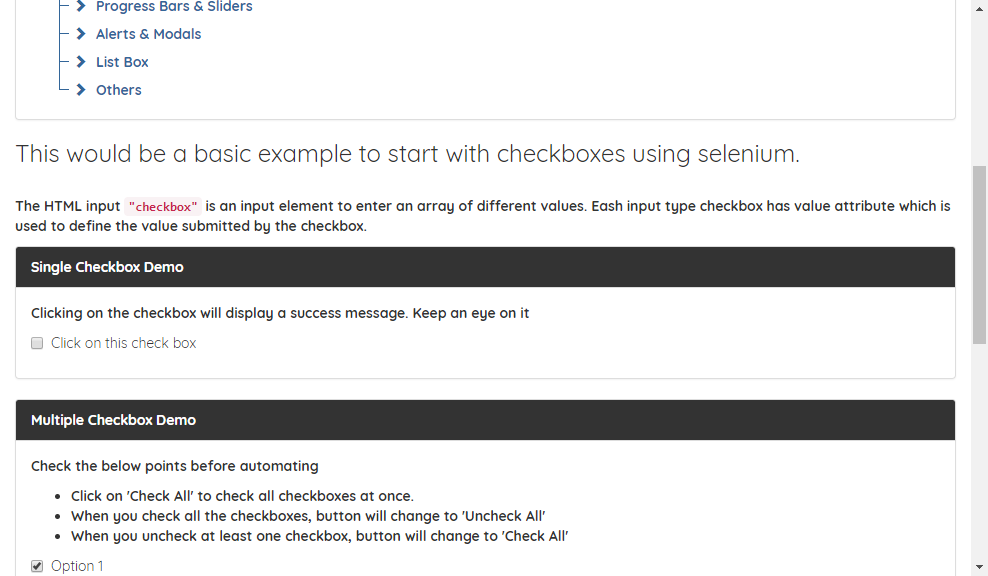 Progress Bars & Sliders
Alerts & Modals
List Box
Others
This would be a basic example to start with checkboxes using selenium.
The HTML input "checkbox" is an input element to enter an array of different values. Eash input type checkbox has value attribute which is
used to define the value submitted by the checkbox.
Single Checkbox Demo
Clicking on the checkbox will display a success message. Keep an eye on it
Click on this check box
Multiple Checkbox Demo
Check the below points before automating
Click on 'Check All' to check all checkboxes at once.
When you check all the checkboxes, button will change to 'Uncheck All'
When you uncheck at least one checkbox, button will change to 'Check All'
Option 1